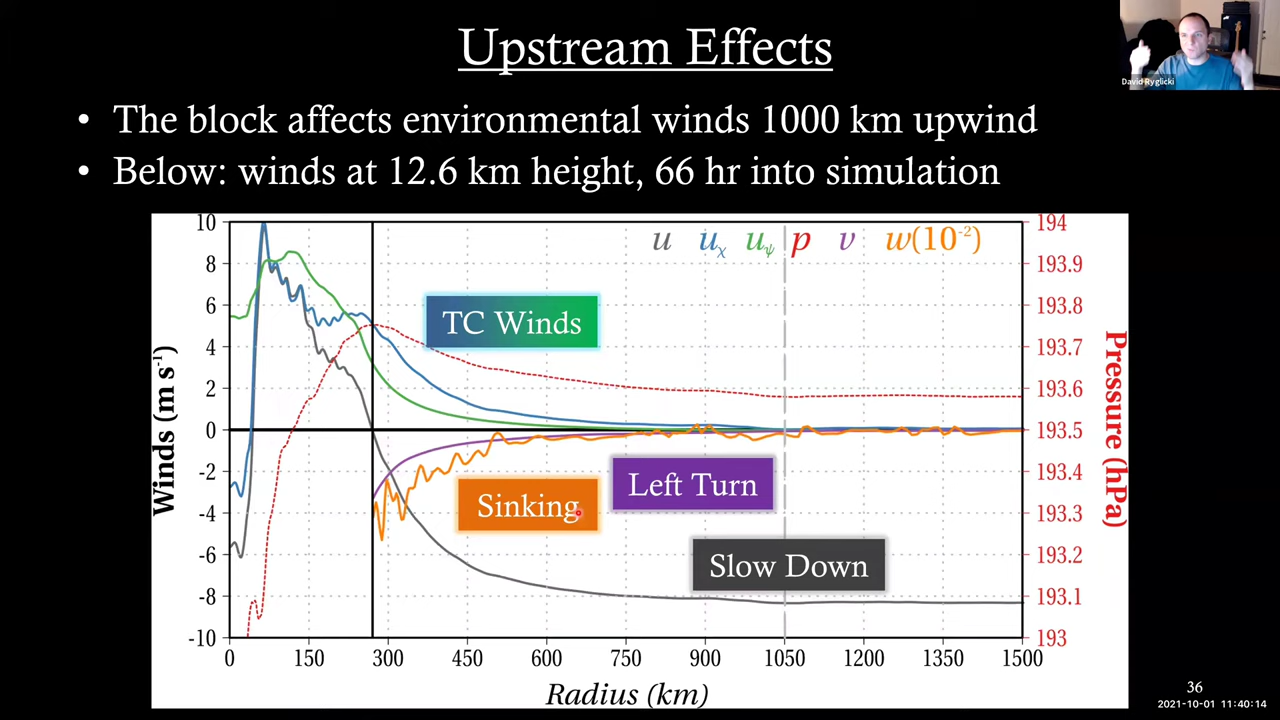 Upstream Effects
David Ryglicki
• The block affects environmental winds 1000 km upwind
• Below: winds at 12.6 km height, 66 hr into simulation
u uχ uψ p v w(10⁻²)
TC Winds
Left Turn
Sinking
Slow Down
Winds (m s⁻¹)
10
8
6
4
2
0
-2
-4
-6
-8
-10
194
193.9
193.8
193.7
193.6
193.5
193.4
193.3
193.2
193.1
193
Pressure (hPa)
0 150 300 450 600 750 900 1050 1200 1350 1500
Radius (km)
36
2021-10-01 11:40:14